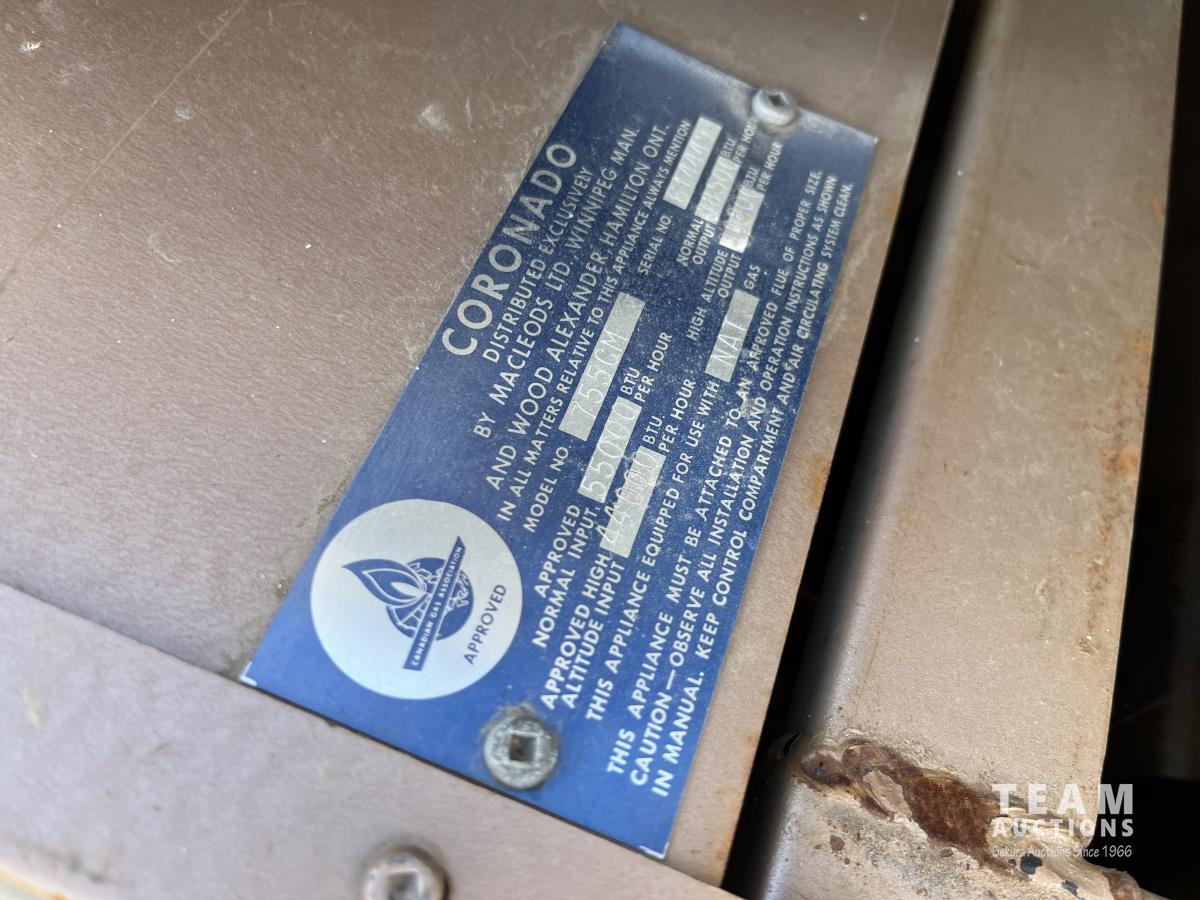 CORONADO
DISTRIBUTED EXCLUSIVELY
BY MACLEODS LTD. WINNIPEG MAN.
AND WOOD ALEXANDER, HAMILTON ONT.
IN ALL MATTERS RELATIVE TO THIS APPLIANCE ALWAYS MENTION
MODEL NO. 755CM SERIAL NO.
APPROVED NORMAL INPUT. 55000 B.T.U PER HOUR NORMAL OUTPUT B.T.U PER HOUR
APPROVED HIGH ALTITUDE INPUT 44000 B.T.U. PER HOUR HIGH ALTITUDE OUTPUT B.T.U PER HOUR
THIS APPLIANCE EQUIPPED FOR USE WITH NAT GAS
THIS APPLIANCE MUST BE ATTACHED TO AN APPROVED FLUE OF PROPER SIZE.
CAUTION—OBSERVE ALL INSTALLATION AND OPERATION INSTRUCTIONS AS SHOWN
IN MANUAL. KEEP CONTROL COMPARTMENT AND AIR CIRCULATING SYSTEM CLEAN.
CANADIAN GAS ASSOCIATION
APPROVED
TEAM
AUCTIONS
Gakura Auctions Since 1966